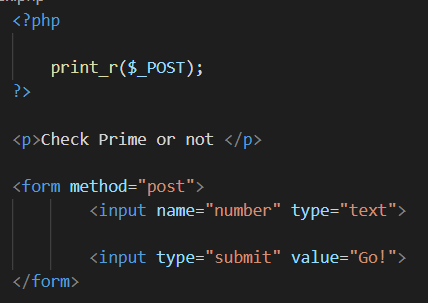 <?php
print_r($_POST);
?>
<p>Check Prime or not </p>
<form method="post">
<input name="number" type="text">
<input type="submit" value="Go!">
</form>